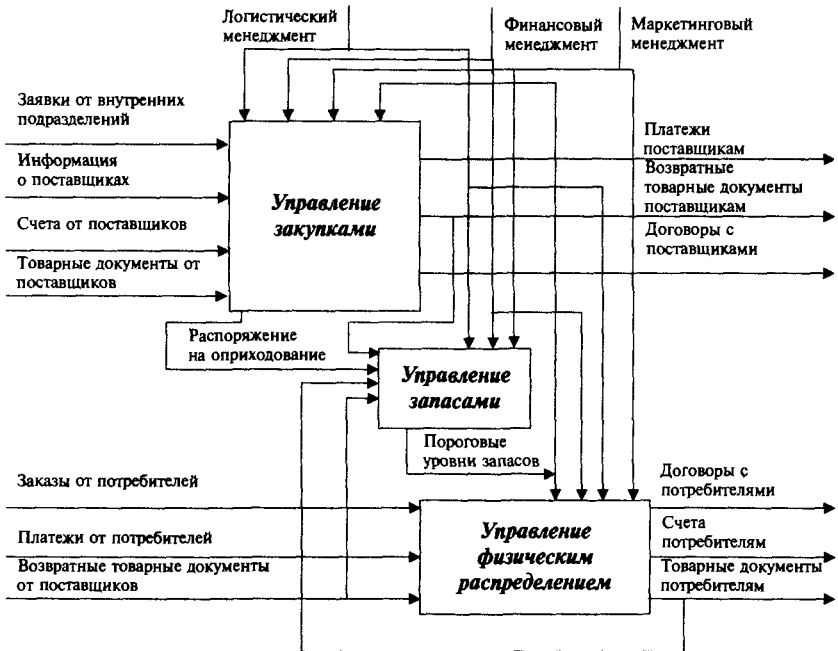 Логистический
менеджмент
Финансовый
менеджмент
Маркетинговый
менеджмент
Заявки от внутренних
подразделений
Информация
о поставщиках
Счета от поставщиков
Товарные документы от
поставщиков
Управление
закупками
Платежи
поставщикам
Возвратные
товарные документы
поставщикам
Договоры с
поставщиками
Распоряжение
на оприходование
Управление
запасами
Пороговые
уровни запасов
Заказы от потребителей
Платежи от потребителей
Возвратные товарные документы
от поставщиков
Управление
физическим
распределением
Договоры с
потребителями
Счета
потребителям
Товарные документы
потребителям